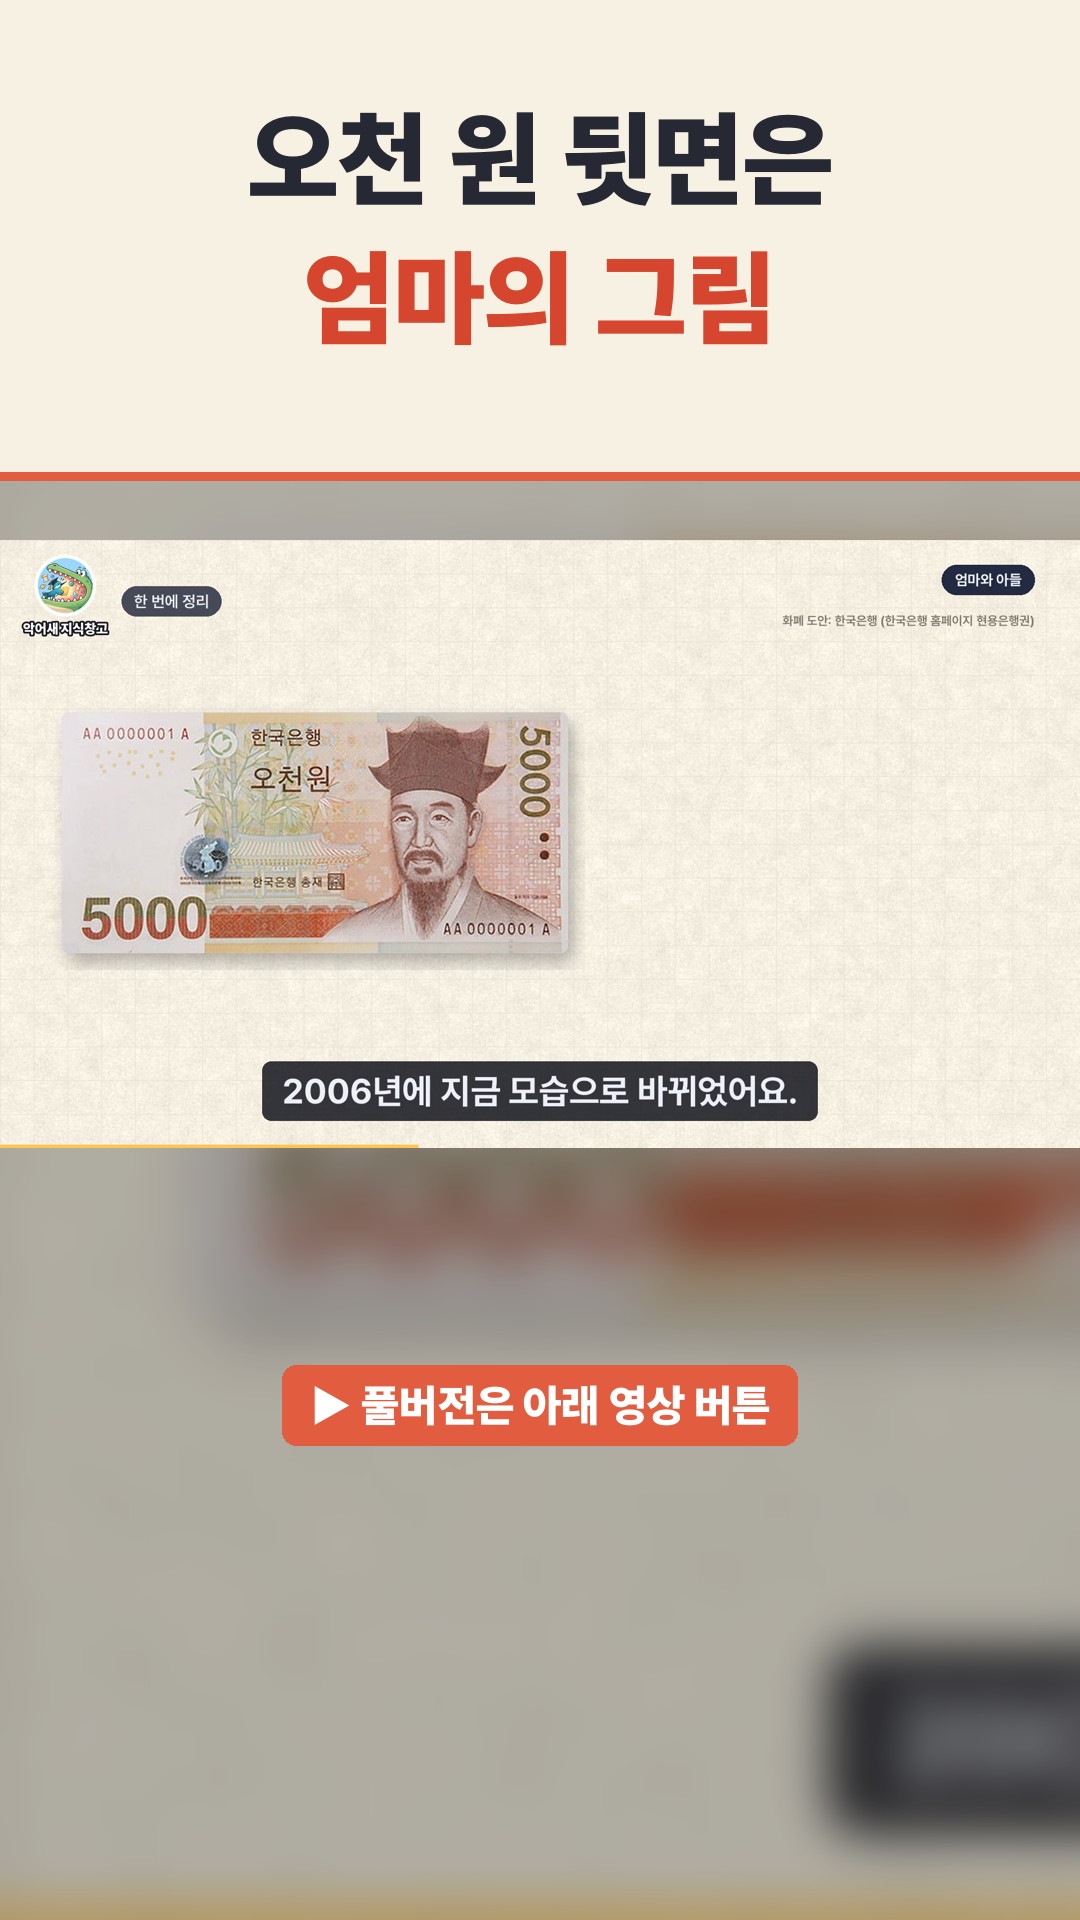 오천 원 뒷면은
엄마의 그림
악어새 지식창고
한 번에 정리
엄마와 아들
화폐 도안: 한국은행 (한국은행 홈페이지 현용은행권)
AA 0000001 A
한국은행
오천원
5000
한국은행 총재
5000
AA 0000001 A
2006년에 지금 모습으로 바뀌었어요.
▶ 풀버전은 아래 영상 버튼